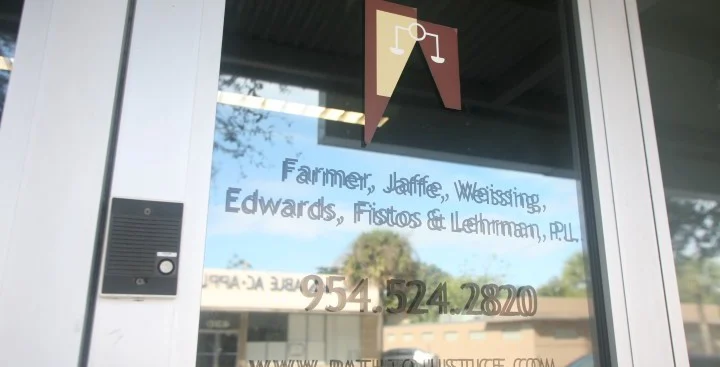 Farmer, Jaffe, Weissing,
Edwards, Fistos & Lehrman, P.L.
954.524.2820